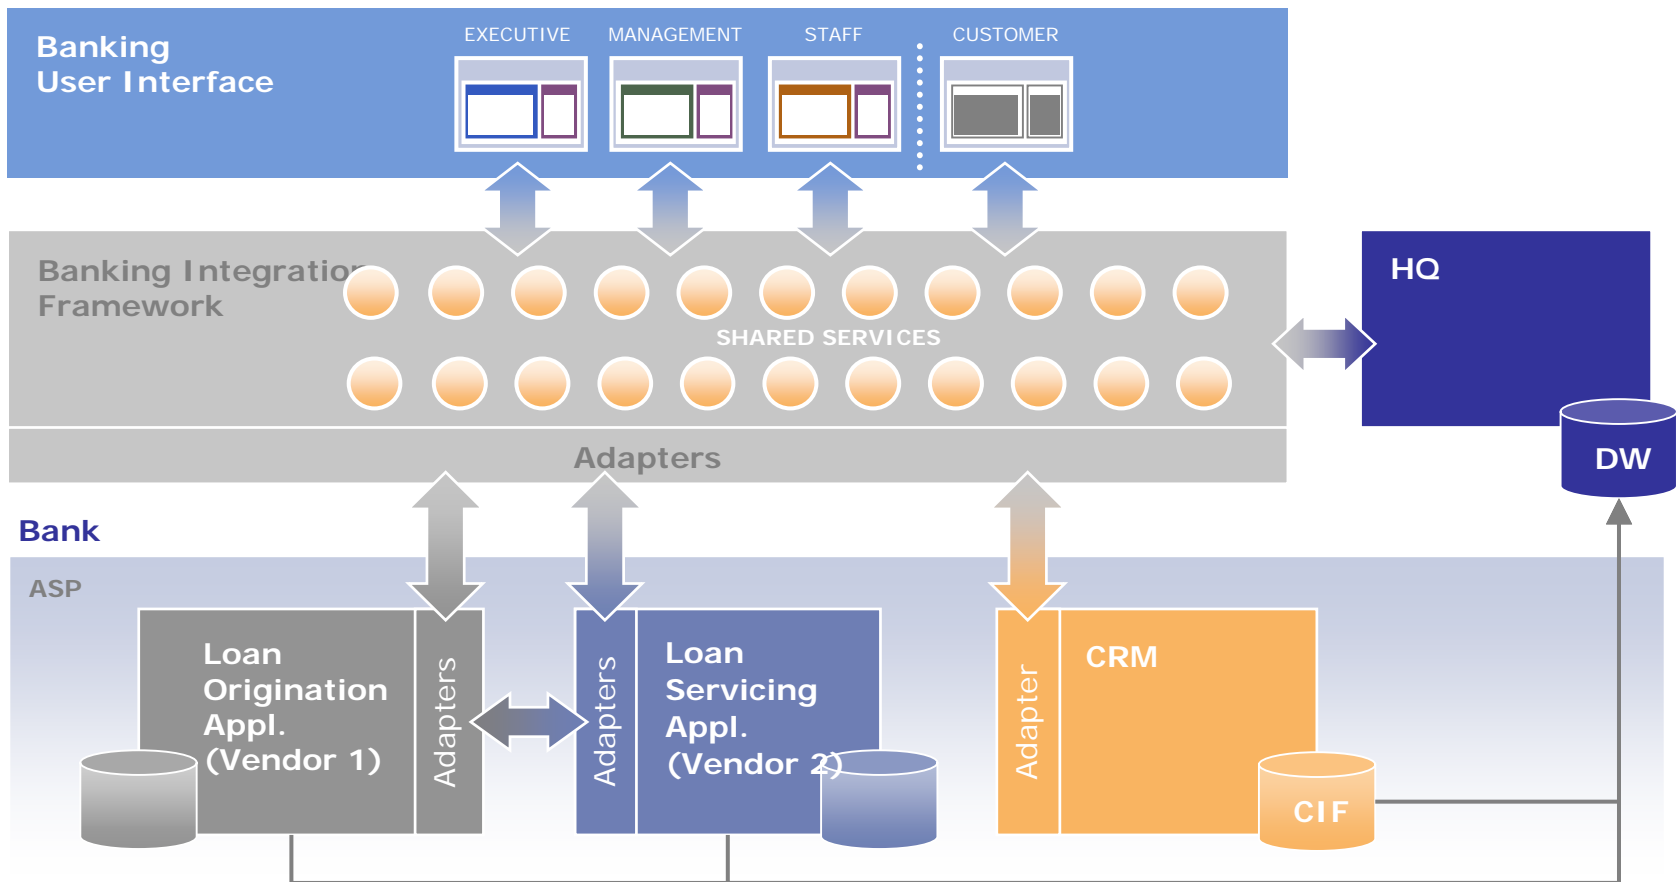 Banking
User Interface
EXECUTIVE
MANAGEMENT
STAFF
CUSTOMER
Banking Integration
Framework
SHARED SERVICES
Adapters
HQ
DW
Bank
ASP
Loan
Origination
Appl.
(Vendor 1)
Adapters
Adapters
Loan
Servicing
Appl.
(Vendor 2)
Adapter
CRM
CIF